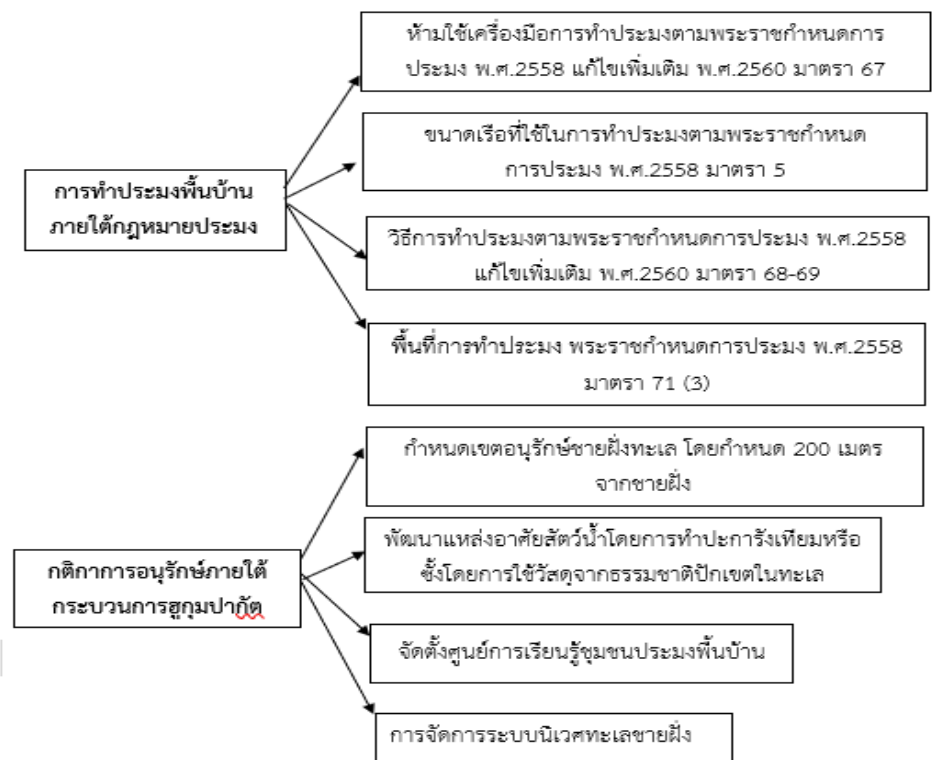 การทำประมงพื้นบ้าน
ภายใต้กฎหมายประมง
ห้ามใช้เครื่องมือการทำประมงตามพระราชกำหนดการ
ประมง พ.ศ.2558 แก้ไขเพิ่มเติม พ.ศ.2560 มาตรา 67
ขนาดเรือที่ใช้ในการทำประมงตามพระราชกำหนด
การประมง พ.ศ.2558 มาตรา 5
วิธีการทำประมงตามพระราชกำหนดการประมง พ.ศ.2558
แก้ไขเพิ่มเติม พ.ศ.2560 มาตรา 68-69
พื้นที่การทำประมง พระราชกำหนดการประมง พ.ศ.2558
มาตรา 71 (3)
กติกาการอนุรักษ์ภายใต้
กระบวนการฮูกุมปากัต
กำหนดเขตอนุรักษ์ชายฝั่งทะเล โดยกำหนด 200 เมตร
จากชายฝั่ง
พัฒนาแหล่งอาศัยสัตว์น้ำโดยการทำปะการังเทียมหรือ
ซั้งโดยการใช้วัสดุจากธรรมชาติปักเขตในทะเล
จัดตั้งศูนย์การเรียนรู้ชุมชนประมงพื้นบ้าน
การจัดการระบบนิเวศทะเลชายฝั่ง